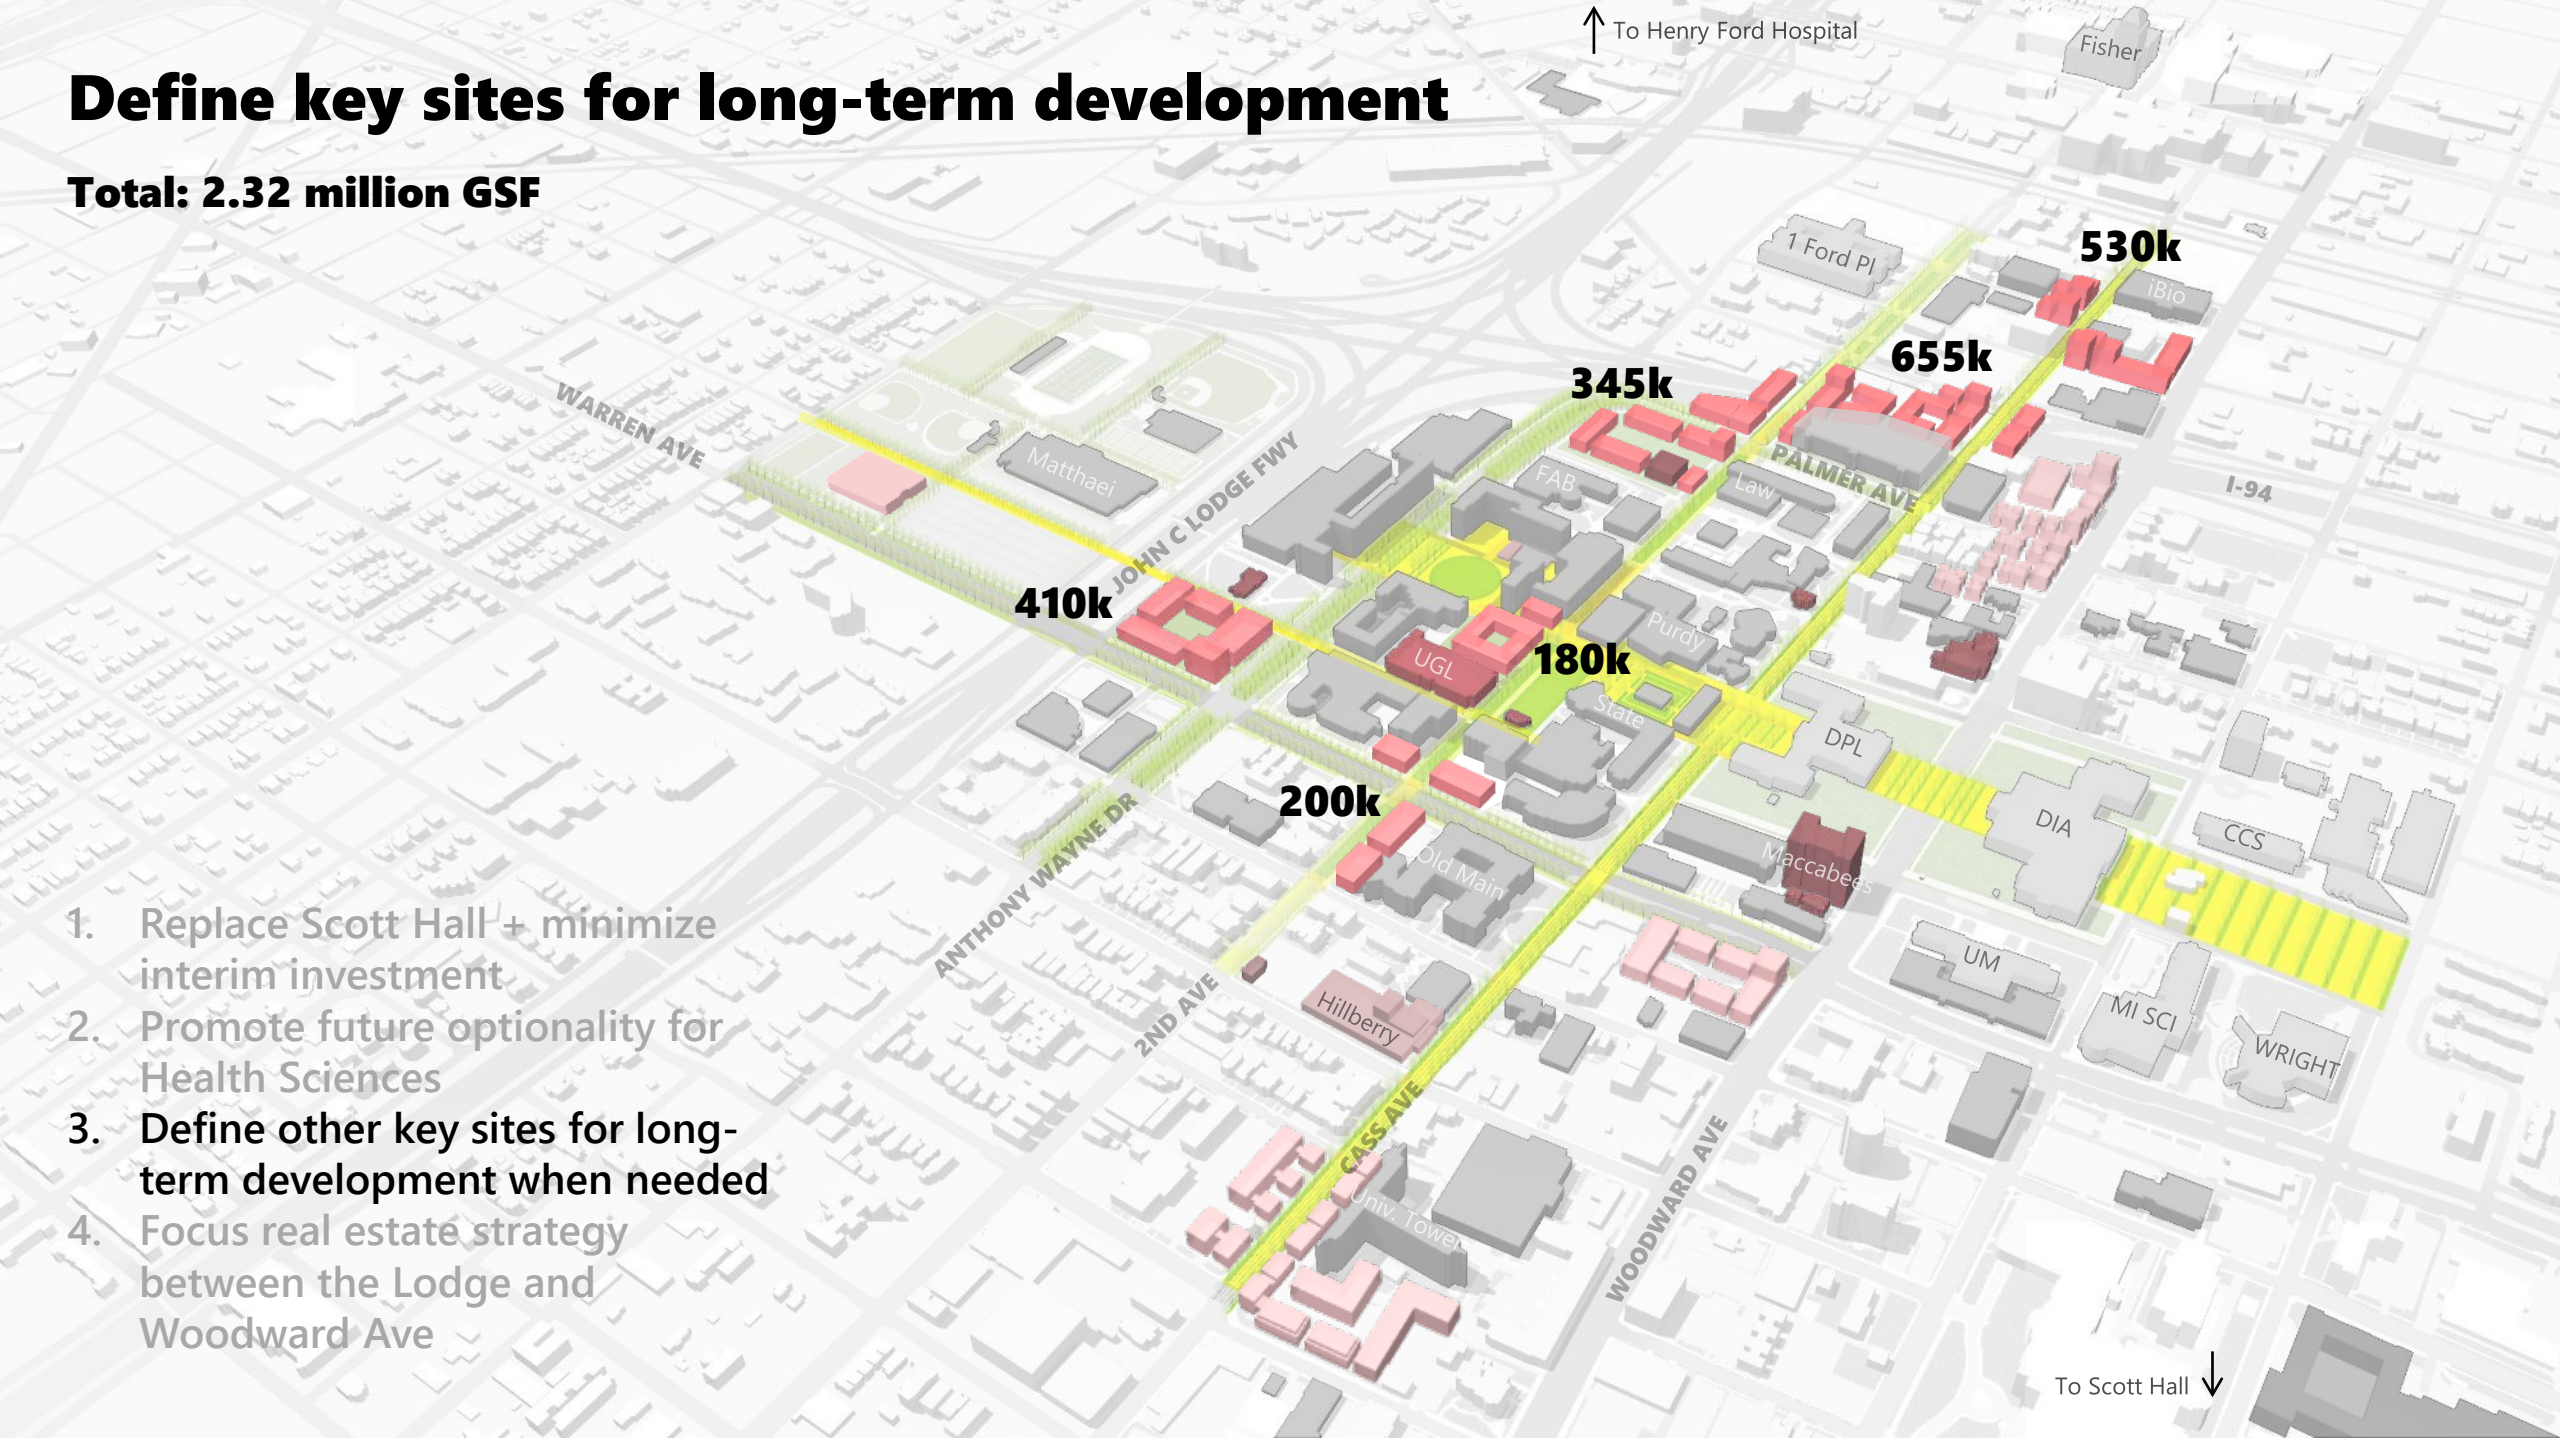 To Henry Ford Hospital
Fisher
Define key sites for long-term development
Total: 2.32 million GSF
1 Ford Pl
530k
iBio
655k
345k
WARREN AVE
Matthaei
JOHN C LODGE FWY
FAB
Law
PALMER AVE
I-94
410k
UGL
180k
Purdy
State
DPL
DIA
CCS
200k
Old Main
Maccabees
ANTHONY WAYNE DR
2ND AVE
Hillberry
UM
MI SCI
WRIGHT
CASS AVE
Univ. Tower
WOODWARD AVE
1. Replace Scott Hall + minimize
interim investment
2. Promote future optionality for
Health Sciences
3. Define other key sites for long-
term development when needed
4. Focus real estate strategy
between the Lodge and
Woodward Ave
To Scott Hall